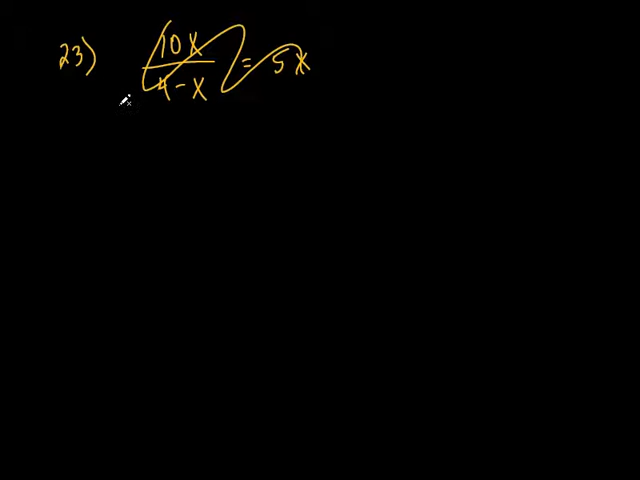 23) 10x/4-x = 5x